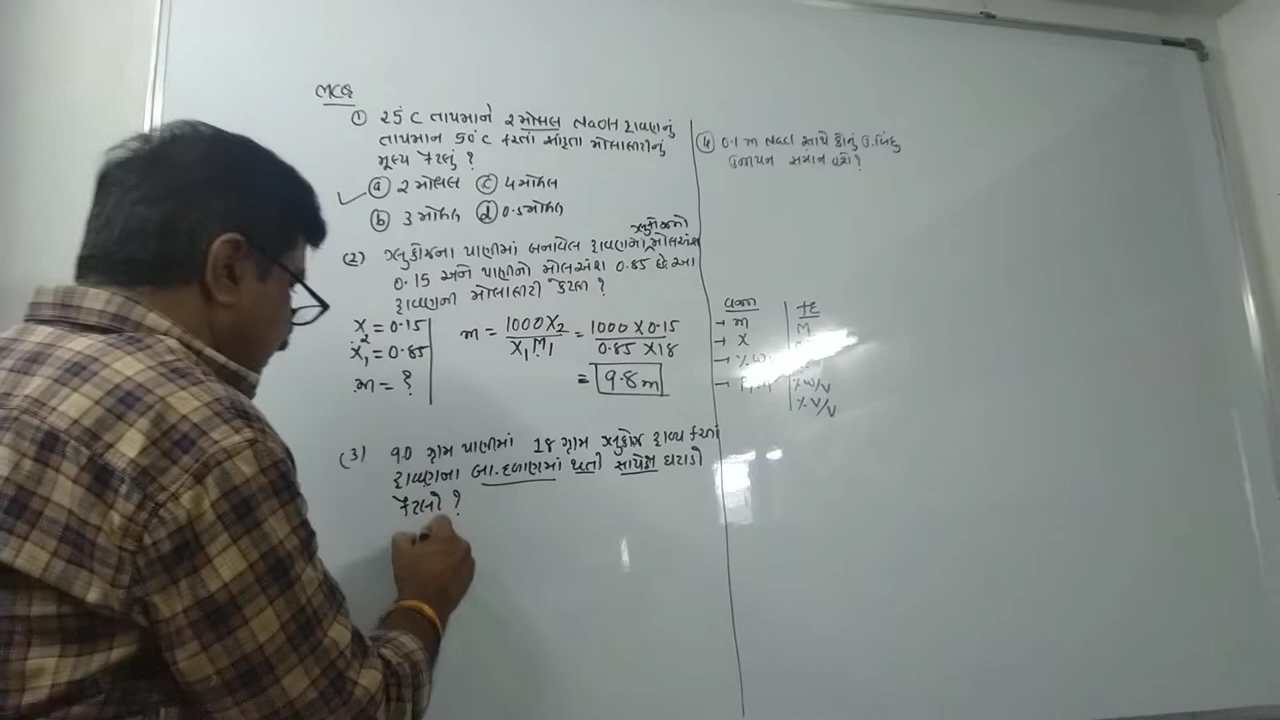 MCQ
① 25°C તાપમાને 2 મોલલ NaOH દ્રાવણનું
તાપમાન 50°C કરતાં મોલાલીટીનું
મૂલ્ય કેટલું ?
ⓐ 2 મોલલ ⓒ 4 મોલલ
ⓑ 3 મોલલ ⓓ 0.5 મોલલ
ગ્લુકોઝનો
(2) ગ્લુકોઝના પાણીમાં બનાવેલ દ્રાવણમાં મોલઅંશ
0.15 અને પાણીનો મોલઅંશ 0.85 છે. આ
દ્રાવણની મોલાલીટી કેટલી ?
X₂ = 0.15
X₁ = 0.85
m = ?
m = 1000X₂ / X₁M₁ = 1000 X 0.15 / 0.85 X 18
= 9.8 m
(3) 90 ગ્રામ પાણીમાં 18 ગ્રામ ગ્લુકોઝ દ્રાવ્ય કરતાં
દ્રાવણના બા.દબાણમાં થતો સાપેક્ષ ઘટાડો
કેટલો ?
④ 0.1 m NaCl સાથે કોનું ઉ.બિંદુ
ઉન્નયન સમાન હશે ?
વજન
→ m
→ X
→ % w
→
કદ
M
% W/V
% V/V